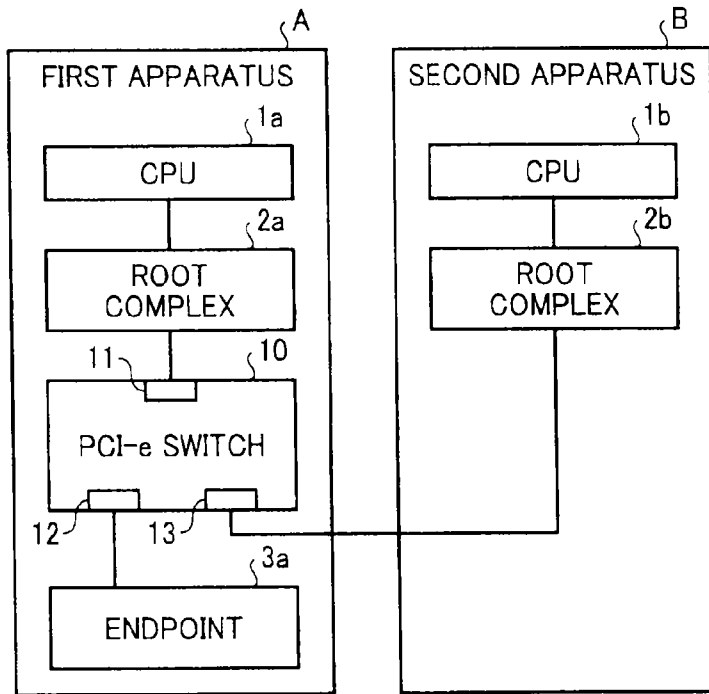 A
FIRST APPARATUS
1a
CPU
2a
ROOT
COMPLEX
11
10
PCI-e SWITCH
12
13
3a
ENDPOINT
B
SECOND APPARATUS
1b
CPU
2b
ROOT
COMPLEX